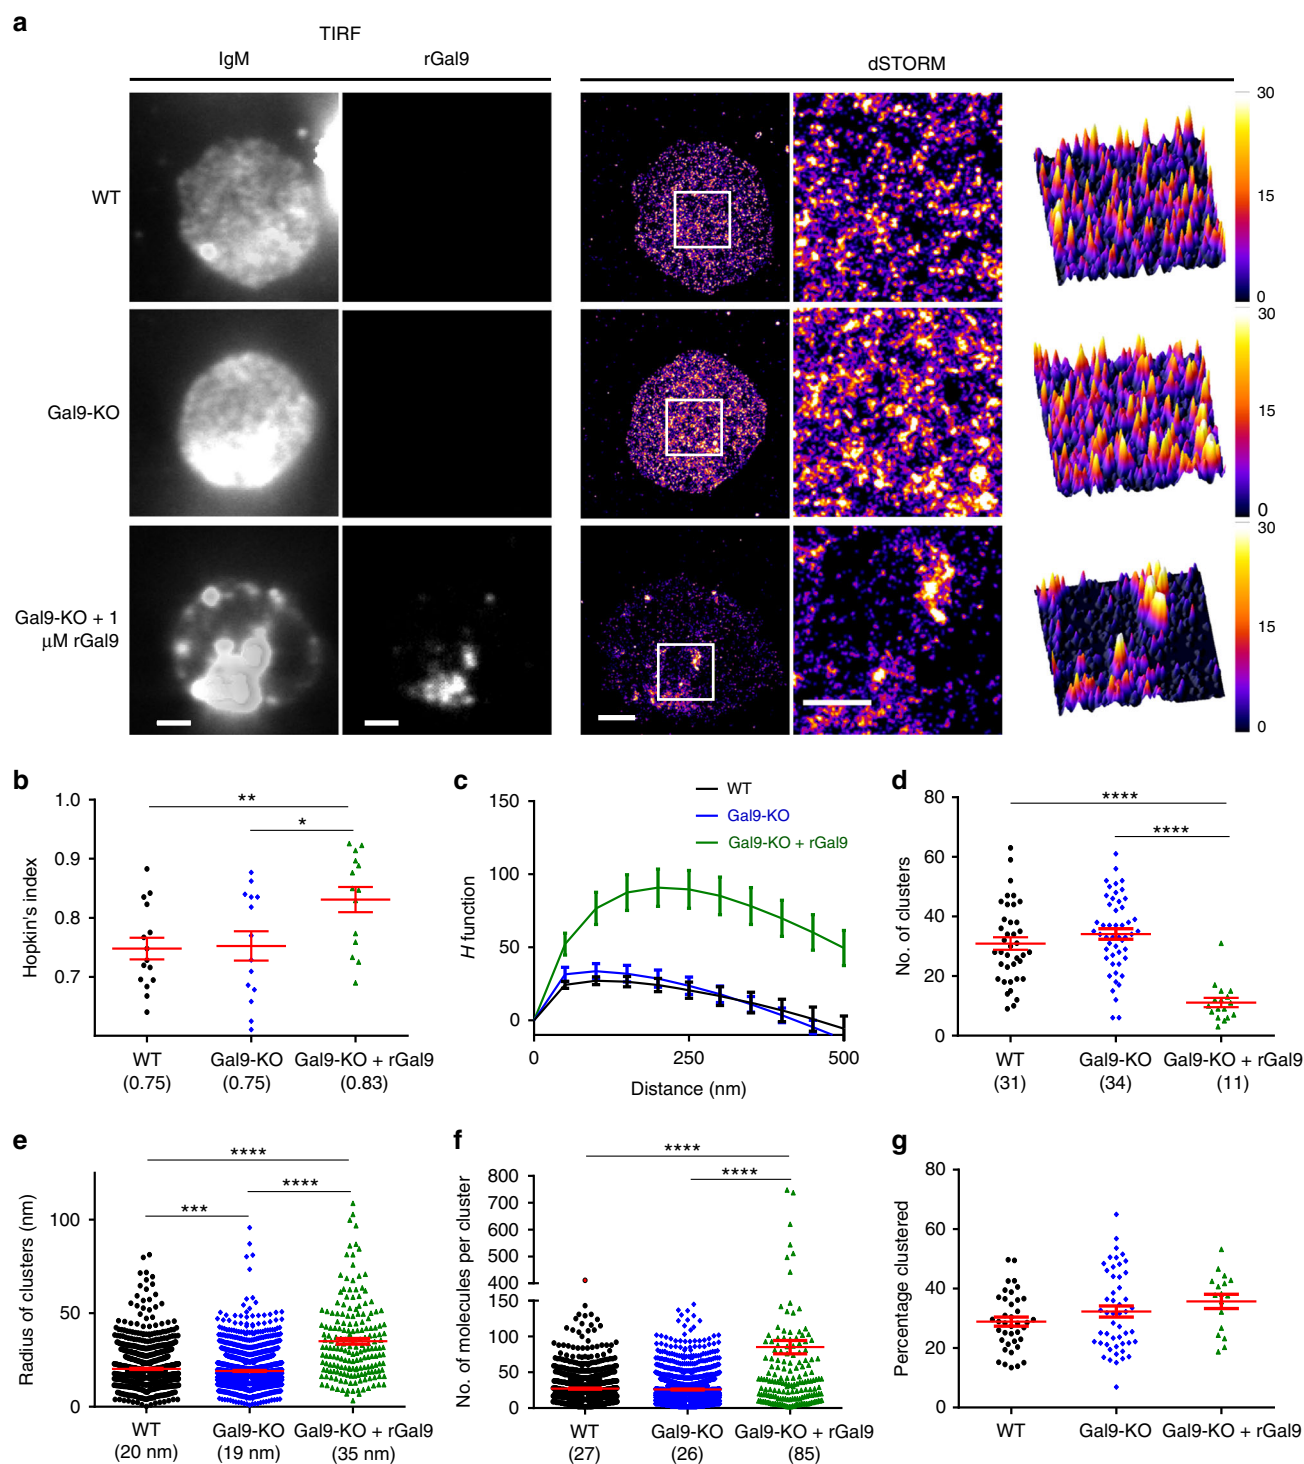 a
TIRF
IgM
rGal9
dSTORM
WT
Gal9-KO
Gal9-KO + 1
μM rGal9
30
15
0
30
15
0
30
15
0
b
Hopkin's index
1.0
0.9
0.8
0.7
**
*
WT
(0.75)
Gal9-KO
(0.75)
Gal9-KO + rGal9
(0.83)
c
H function
150
100
50
0
WT
Gal9-KO
Gal9-KO + rGal9
0
250
500
Distance (nm)
d
No. of clusters
80
60
40
20
0
****
****
WT
(31)
Gal9-KO
(34)
Gal9-KO + rGal9
(11)
e
Radius of clusters (nm)
100
50
0
****
***
****
WT
(20 nm)
Gal9-KO
(19 nm)
Gal9-KO + rGal9
(35 nm)
f
No. of molecules per cluster
800
700
600
500
400
150
100
50
0
****
****
WT
(27)
Gal9-KO
(26)
Gal9-KO + rGal9
(85)
g
Percentage clustered
80
60
40
20
0
WT
Gal9-KO
Gal9-KO + rGal9